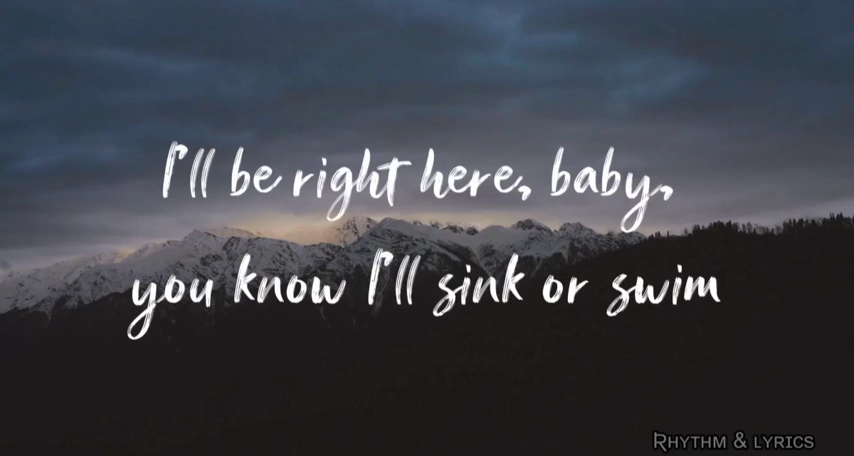 I'll be right here, baby,
you know I'll sink or swim
Rhythm & lyrics